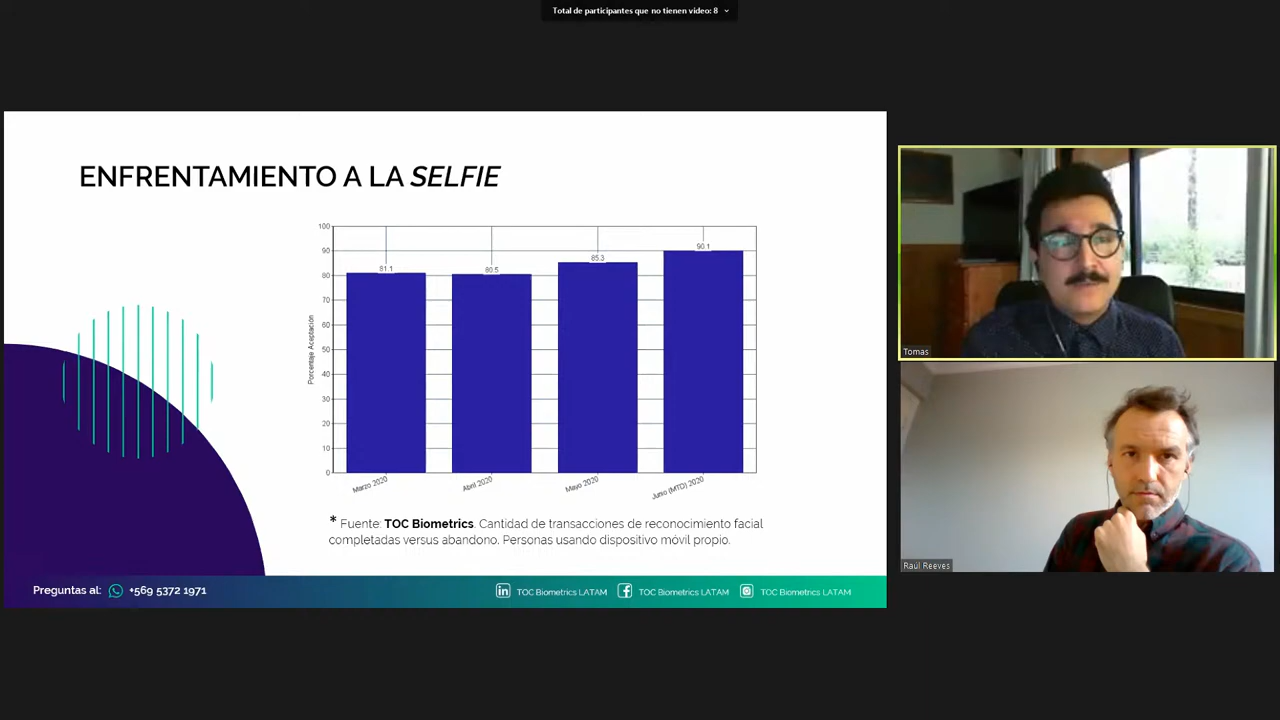 Total de participantes que no tienen video: 8
ENFRENTAMIENTO A LA SELFIE
Porcentaje Aceptación
100
90
80
70
60
50
40
30
20
10
0
81.1
80.5
85.3
90.1
Marzo 2020
Abril 2020
Mayo 2020
Junio (MTD) 2020
* Fuente: TOC Biometrics. Cantidad de transacciones de reconocimiento facial
completadas versus abandono. Personas usando dispositivo móvil propio.
Preguntas al: +569 5372 1971
TOC Biometrics LATAM
TOC Biometrics LATAM
TOC Biometrics LATAM
Tomas
Raúl Reeves